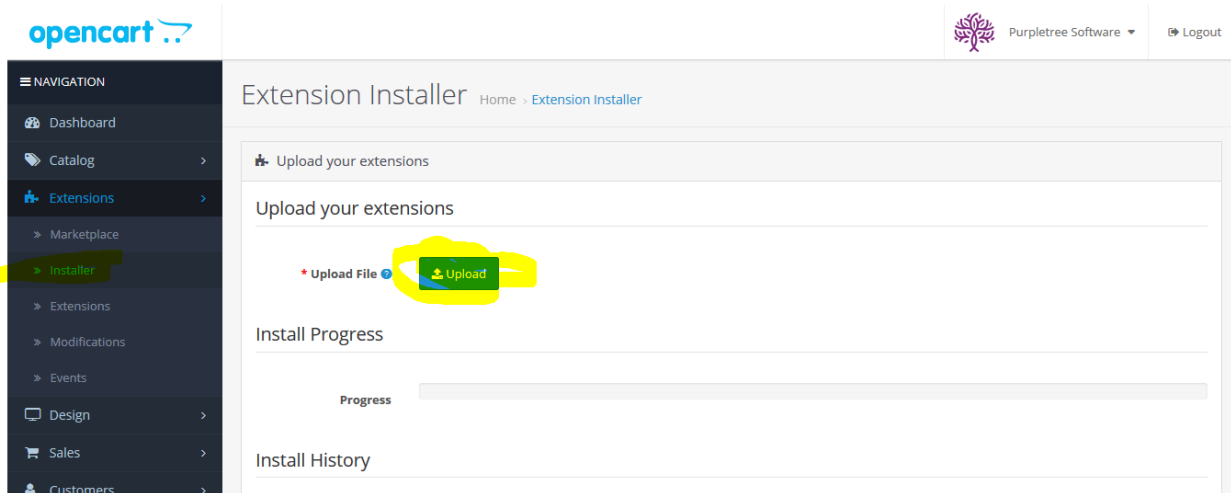 opencart
Purpletree Software
Logout
NAVIGATION
Extension Installer Home › Extension Installer
Dashboard
Catalog
Upload your extensions
Extensions
Upload your extensions
Marketplace
Installer
* Upload File Upload
Extensions
Install Progress
Modifications
Events
Progress
Design
Sales
Install History
Customers